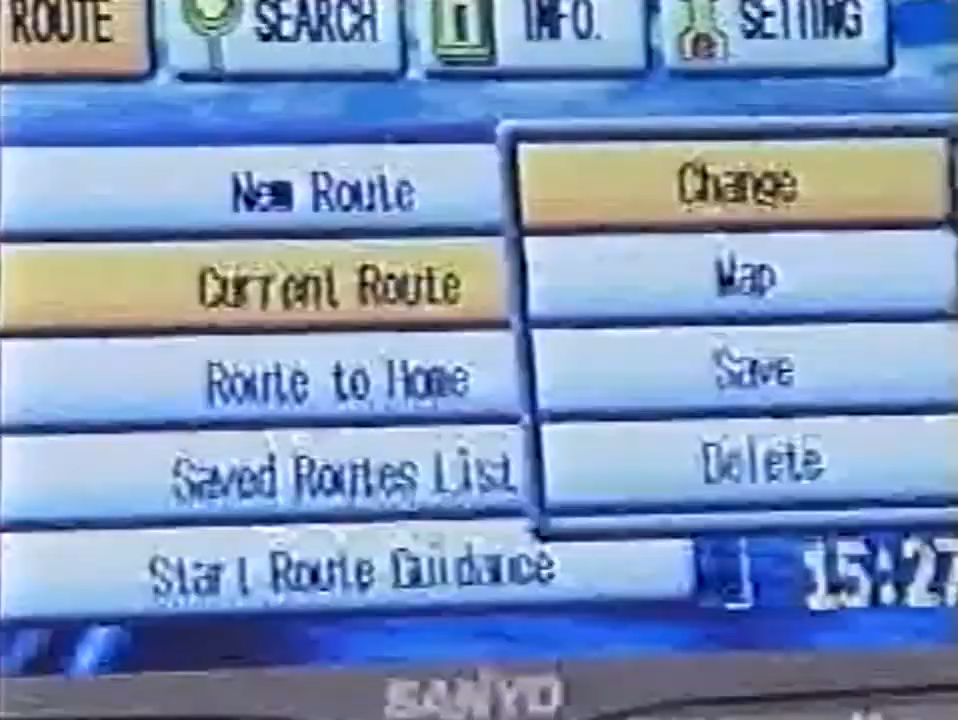 ROUTE
SEARCH
INFO.
SETTING
New Route
Change
Current Route
Map
Route to Home
Save
Saved Routes List
Delete
Start Route Guidance
15:27
SANYO